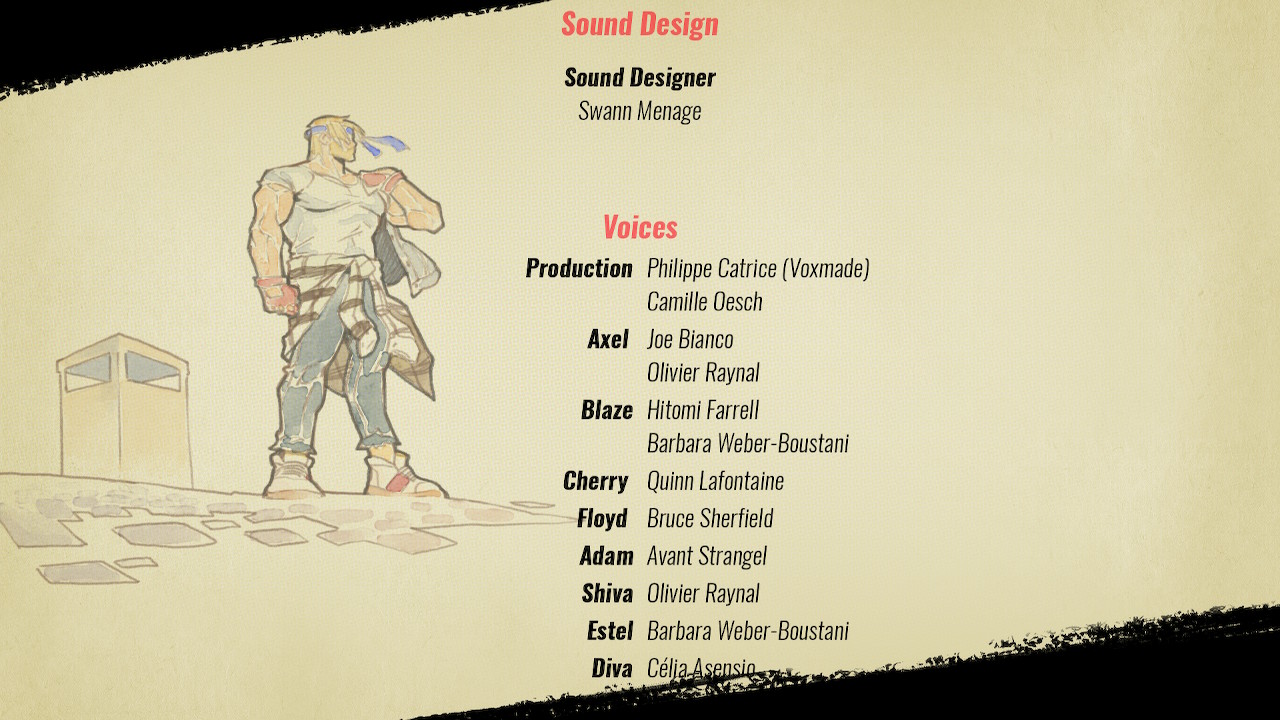 Sound Design
Sound Designer
Swann Menage
Voices
Production Philippe Catrice (Voxmade)
Camille Oesch
Axel Joe Bianco
Olivier Raynal
Blaze Hitomi Farrell
Barbara Weber-Boustani
Cherry Quinn Lafontaine
Floyd Bruce Sherfield
Adam Avant Strangel
Shiva Olivier Raynal
Estel Barbara Weber-Boustani
Diva Célia Asensio